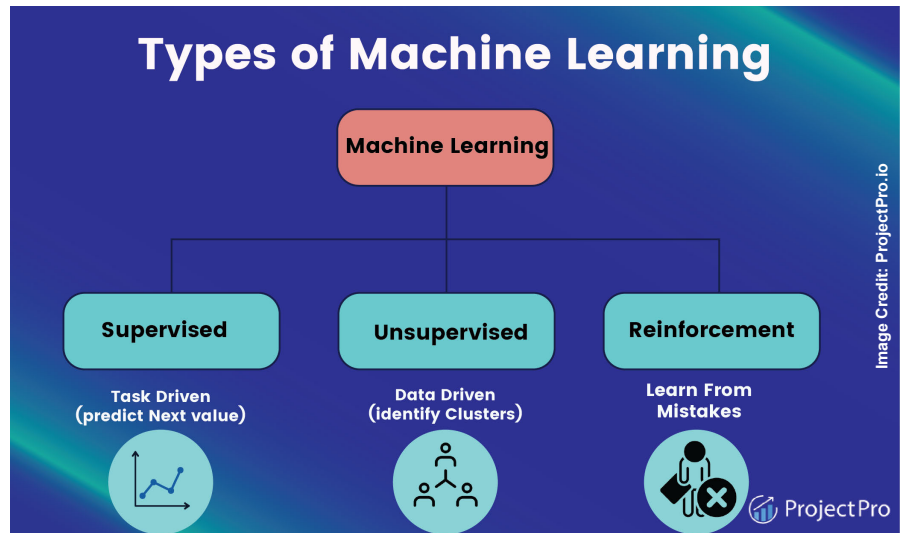 Types of Machine Learning
Machine Learning
Supervised
Unsupervised
Reinforcement
Task Driven
(predict Next value)
Data Driven
(identify Clusters)
Learn From
Mistakes
Image Credit: ProjectPro.io
ProjectPro